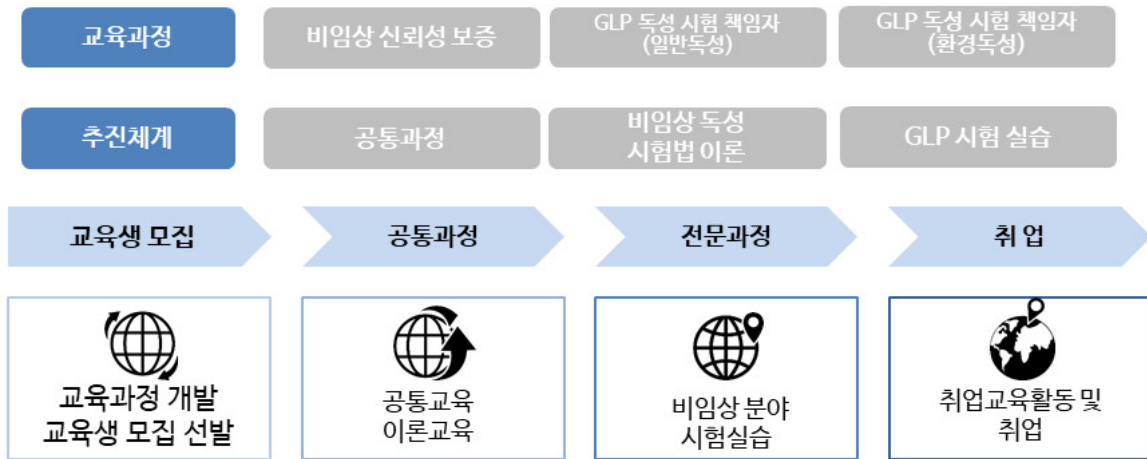 교육과정
비임상 신뢰성 보증
GLP 독성 시험 책임자
(일반독성)
GLP 독성 시험 책임자
(환경독성)
추진체계
공통과정
비임상 독성
시험법 이론
GLP 시험 실습
교육생 모집
공통과정
전문과정
취 업
교육과정 개발
교육생 모집 선발
공통교육
이론교육
비임상 분야
시험실습
취업교육활동 및
취업